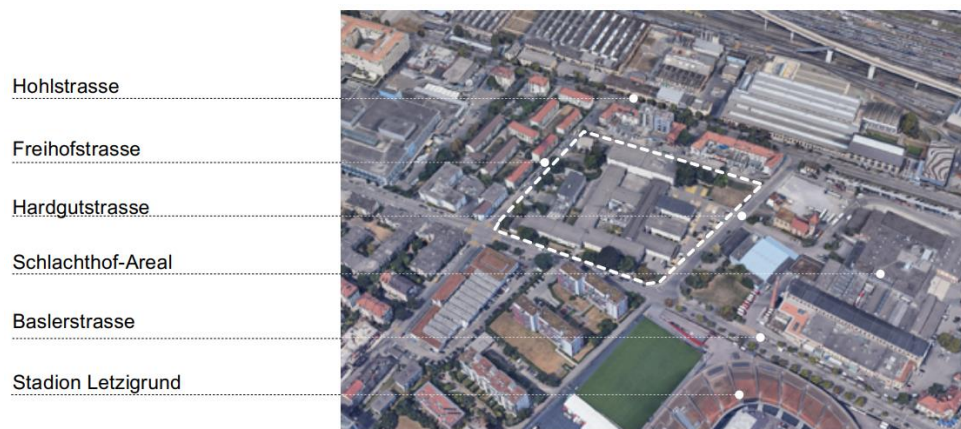 Hohlstrasse
Freihofstrasse
Hardgutstrasse
Schlachthof-Areal
Baslerstrasse
Stadion Letzigrund